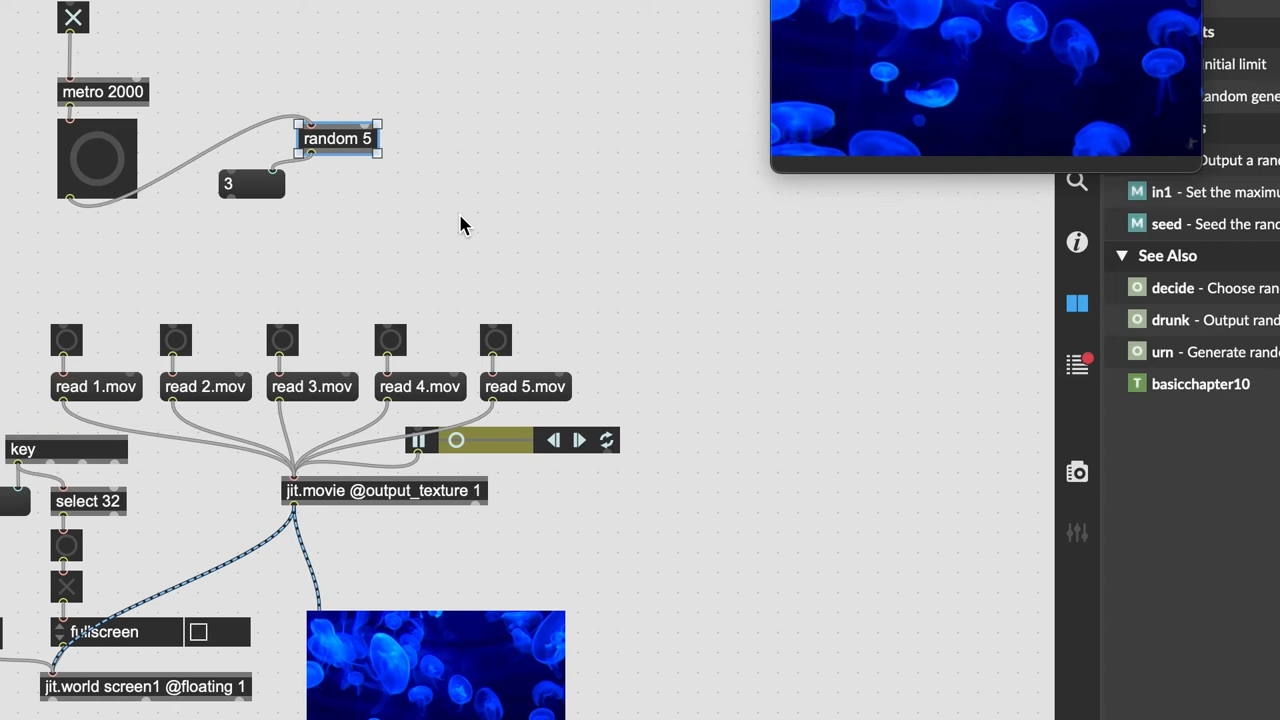 metro 2000
random 5
3
read 1.mov
read 2.mov
read 3.mov
read 4.mov
read 5.mov
key
jit.movie @output_texture 1
select 32
fullscreen
jit.world screen1 @floating 1
ts
nitial limit
andom gene
s
Output a ran
in1 - Set the maximu
seed - Seed the rand
See Also
decide - Choose ran
drunk - Output rand
urn - Generate rand
basicchapter10